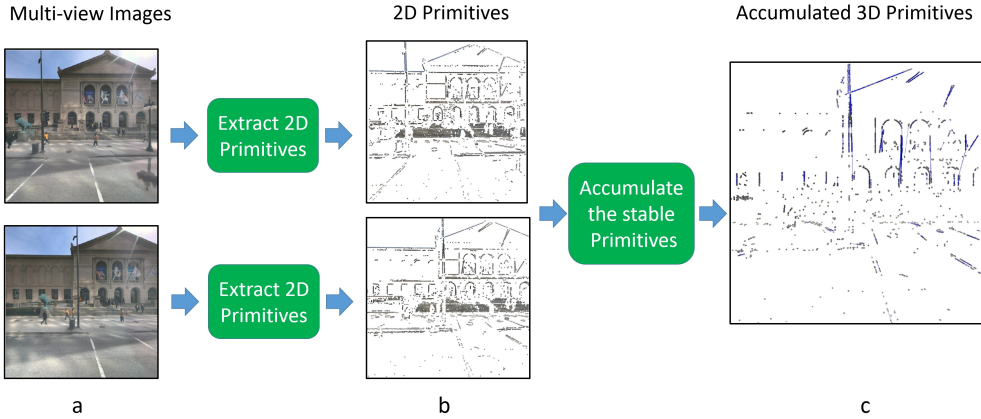 Multi-view Images
2D Primitives
Accumulated 3D Primitives
Extract 2D
Primitives
Accumulate
the stable
Primitives
Extract 2D
Primitives
a
b
c